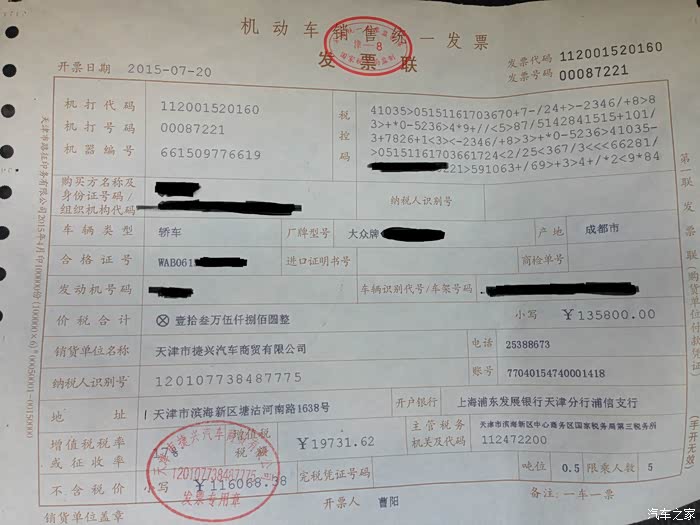 机动车销售统一发票
发票联
津-8
国家税务总局监制
开票日期 2015-07-20
发票代码 112001520160
发票号码 00087221
机打代码 112001520160
机打号码 00087221
机器编号 661509776619
税控码
41035>05151161703670+7-/24+>-2346/+8>8
3>+*0-5236>4*9+//<5>87/5142841515+101/
3+7826+1<3><-2346/+8>3>+*0-5236>41035-
>05151161703661724<2/25<367/3<<<66281/
3221>591063+/69>+3>4+/*2<9*84
购买方名称及
身份证号码/
组织机构代码
纳税人识别号
车辆类型 轿车 厂牌型号 大众牌 产地 成都市
合格证号 WAB061 进口证明书号 商检单号
发动机号码 车辆识别代号/车架号码
价税合计 ⊗壹拾叁万伍仟捌佰圆整 小写 ￥135800.00
销货单位名称 天津市捷兴汽车商贸有限公司 电话 25388673
纳税人识别号 120107738487775 账号 77040154740001418
地址 天津市滨海新区塘沽河南路1638号 开户银行 上海浦东发展银行天津分行浦信支行
增值税税率
或征收率
增值税
税额 ￥19731.62
主管税务
机关及代码
天津市滨海新区中心商务区国家税务局第三税务所
112472200
不含税价 小写 ￥116068.38 完税凭证号码 吨位 0.5 限乘人数 5
销货单位盖章 开票人 曹阳 备注:一车一票
120107738487775
发票专用章
第一联 发票联(购货单位付款凭证)
(手开无效)
汽车之家